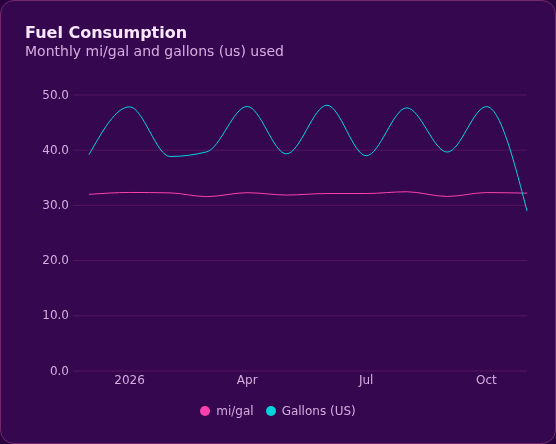 Fuel Consumption
Monthly mi/gal and gallons (us) used
50.0
40.0
30.0
20.0
10.0
0.0
2026 Apr Jul Oct
mi/gal Gallons (US)